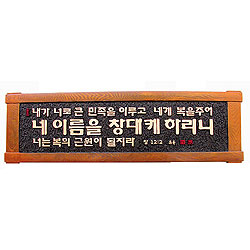 내가 너로 큰 민족을 이루고 네게 복을주어
네 이름을 창대케 하리니
너는 복의 근원이 될지라 창 12:2